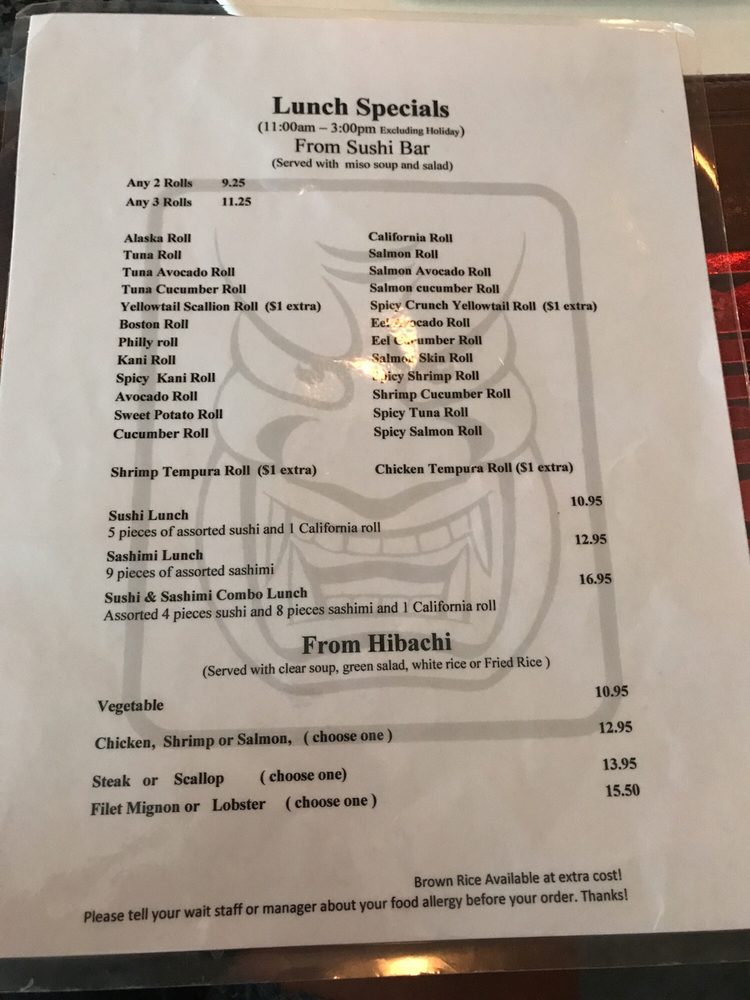 Lunch Specials
(11:00am – 3:00pm Excluding Holiday)
From Sushi Bar
(Served with miso soup and salad)
Any 2 Rolls 9.25
Any 3 Rolls 11.25
Alaska Roll California Roll
Tuna Roll Salmon Roll
Tuna Avocado Roll Salmon Avocado Roll
Tuna Cucumber Roll Salmon cucumber Roll
Yellowtail Scallion Roll ($1 extra) Spicy Crunch Yellowtail Roll ($1 extra)
Boston Roll Eel Avocado Roll
Philly roll Eel Cucumber Roll
Kani Roll Salmon Skin Roll
Spicy Kani Roll Spicy Shrimp Roll
Avocado Roll Shrimp Cucumber Roll
Sweet Potato Roll Spicy Tuna Roll
Cucumber Roll Spicy Salmon Roll
Shrimp Tempura Roll ($1 extra) Chicken Tempura Roll ($1 extra)
Sushi Lunch 10.95
5 pieces of assorted sushi and 1 California roll
Sashimi Lunch 12.95
9 pieces of assorted sashimi
Sushi & Sashimi Combo Lunch 16.95
Assorted 4 pieces sushi and 8 pieces sashimi and 1 California roll
From Hibachi
(Served with clear soup, green salad, white rice or Fried Rice )
Vegetable 10.95
Chicken, Shrimp or Salmon, ( choose one ) 12.95
Steak or Scallop ( choose one) 13.95
Filet Mignon or Lobster ( choose one ) 15.50
Brown Rice Available at extra cost!
Please tell your wait staff or manager about your food allergy before your order. Thanks!